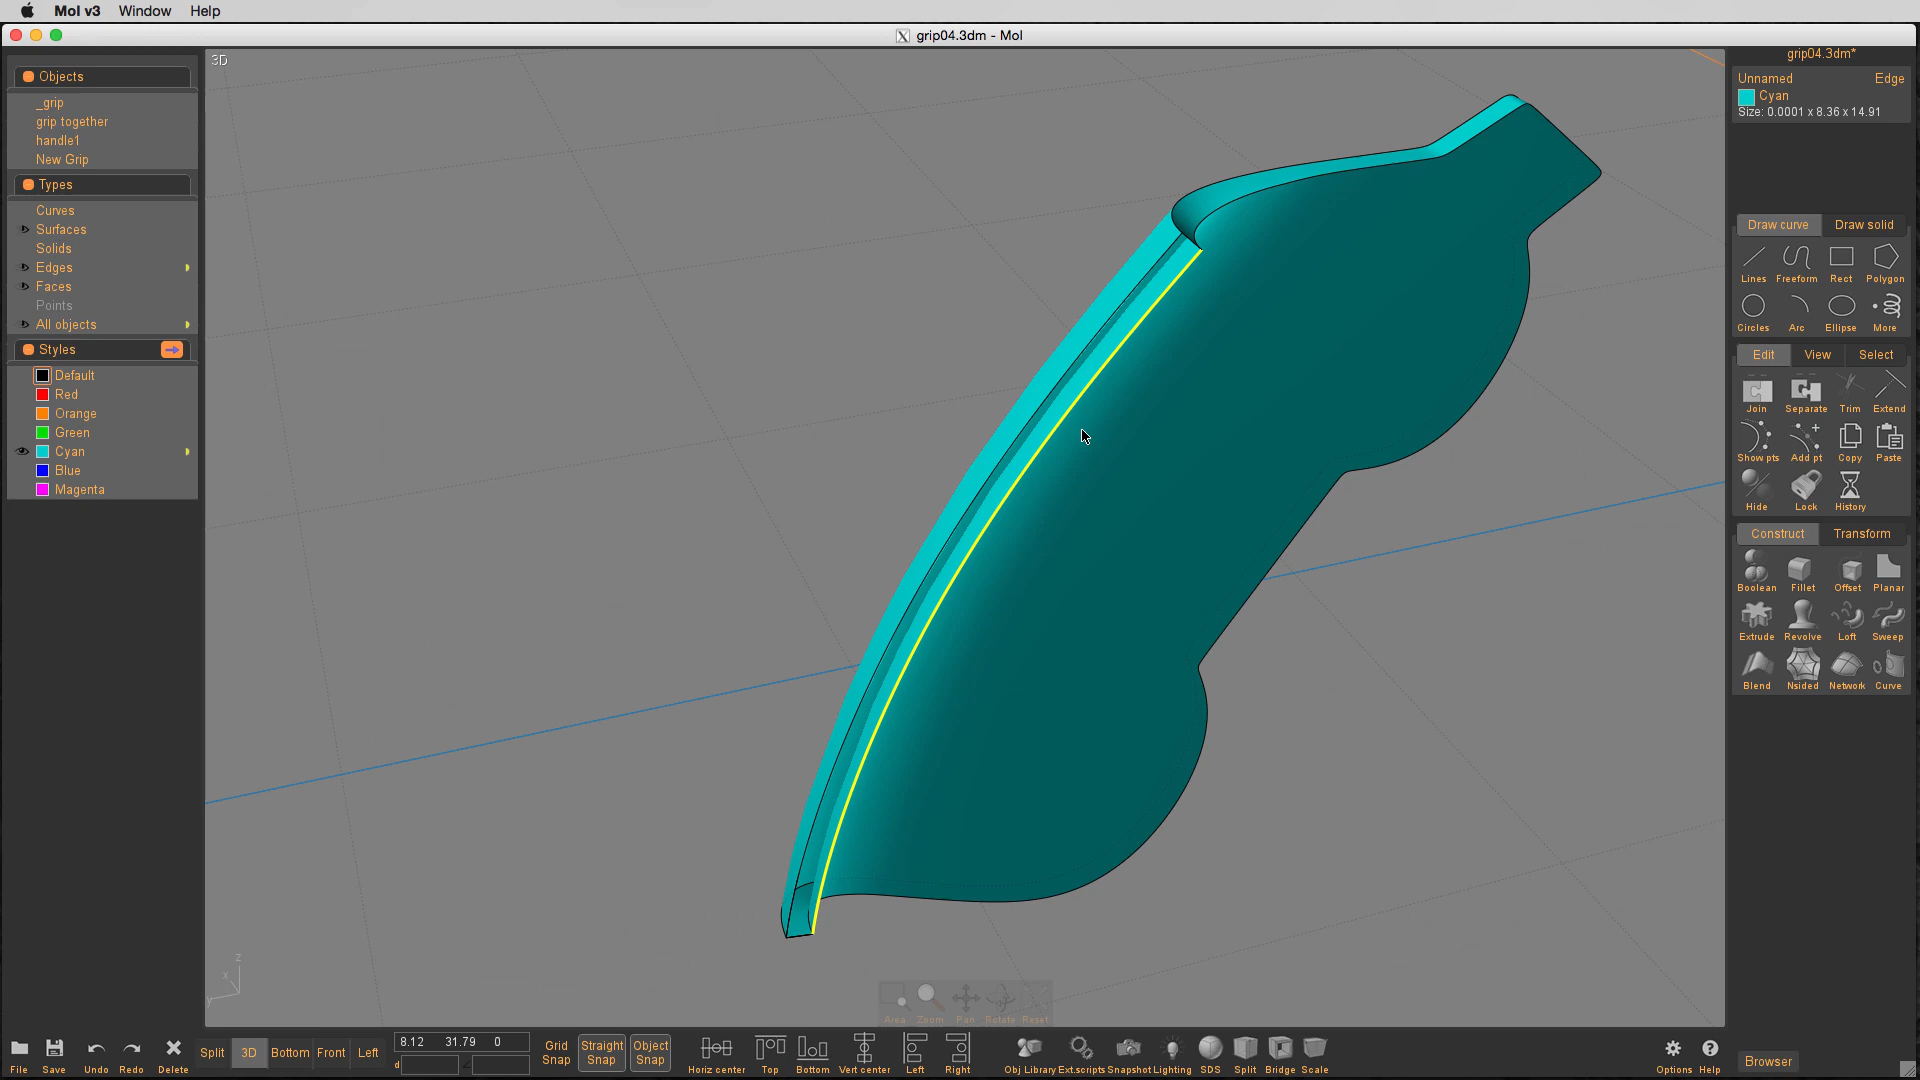 MoI v3 Window Help
grip04.3dm - MoI
Objects
_grip
grip together
handle1
New Grip
Types
Curves
Surfaces
Solids
Edges
Faces
Points
All objects
Styles
Default
Red
Orange
Green
Cyan
Blue
Magenta
3D
z
x
y
Area Zoom Pan Rotate Reset
grip04.3dm*
Unnamed Edge
Cyan
Size: 0.0001 x 8.36 x 14.91
Draw curve Draw solid
Lines Freeform Rect Polygon
Circles Arc Ellipse More
Edit View Select
Join Separate Trim Extend
Show pts Add pt Copy Paste
Hide Lock History
Construct Transform
Boolean Fillet Offset Planar
Extrude Revolve Loft Sweep
Blend Nsided Network Curve
File Save Undo Redo Delete
Split 3D Bottom Front Left
8.12 31.79 0
d
Grid Snap
Straight Snap
Object Snap
Horiz center Top Bottom Vert center Left Right
Obj Library Ext.scripts Snapshot Lighting SDS Split Bridge Scale
Options Help
Browser